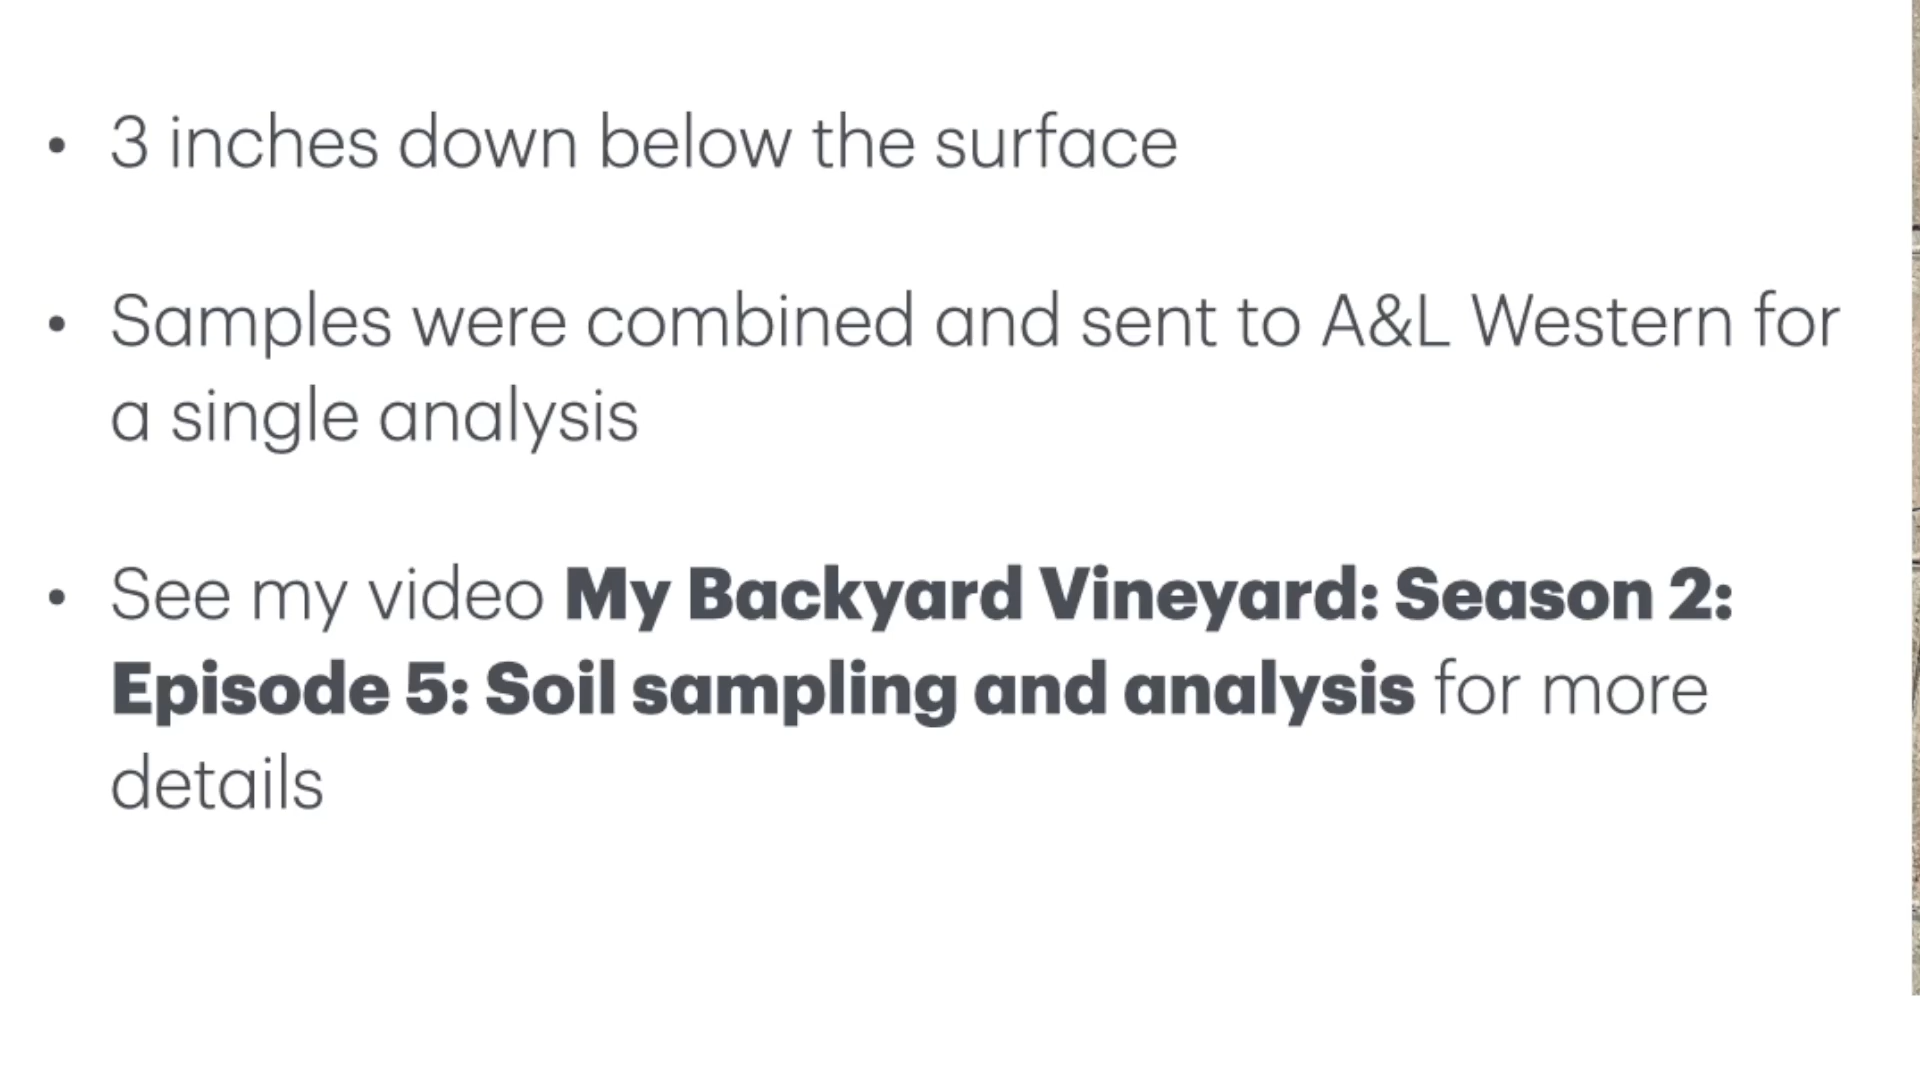 • 3 inches down below the surface
• Samples were combined and sent to A&L Western for
a single analysis
• See my video My Backyard Vineyard: Season 2:
Episode 5: Soil sampling and analysis for more
details